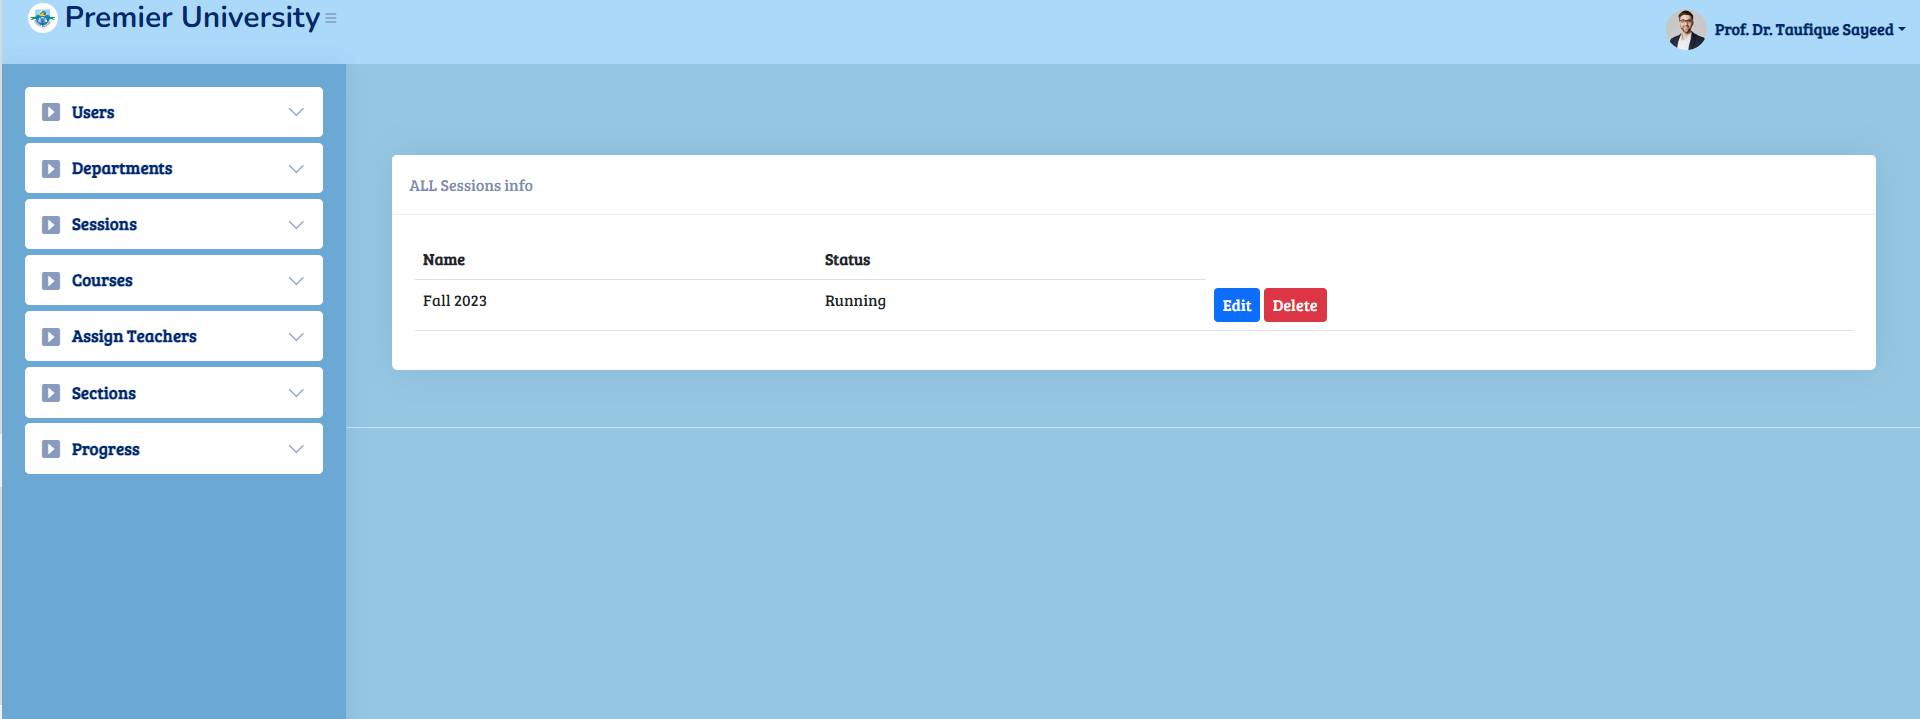 Premier University
Prof. Dr. Taufique Sayeed
Users
Departments
Sessions
Courses
Assign Teachers
Sections
Progress
ALL Sessions info
Name Status
Fall 2023 Running Edit Delete